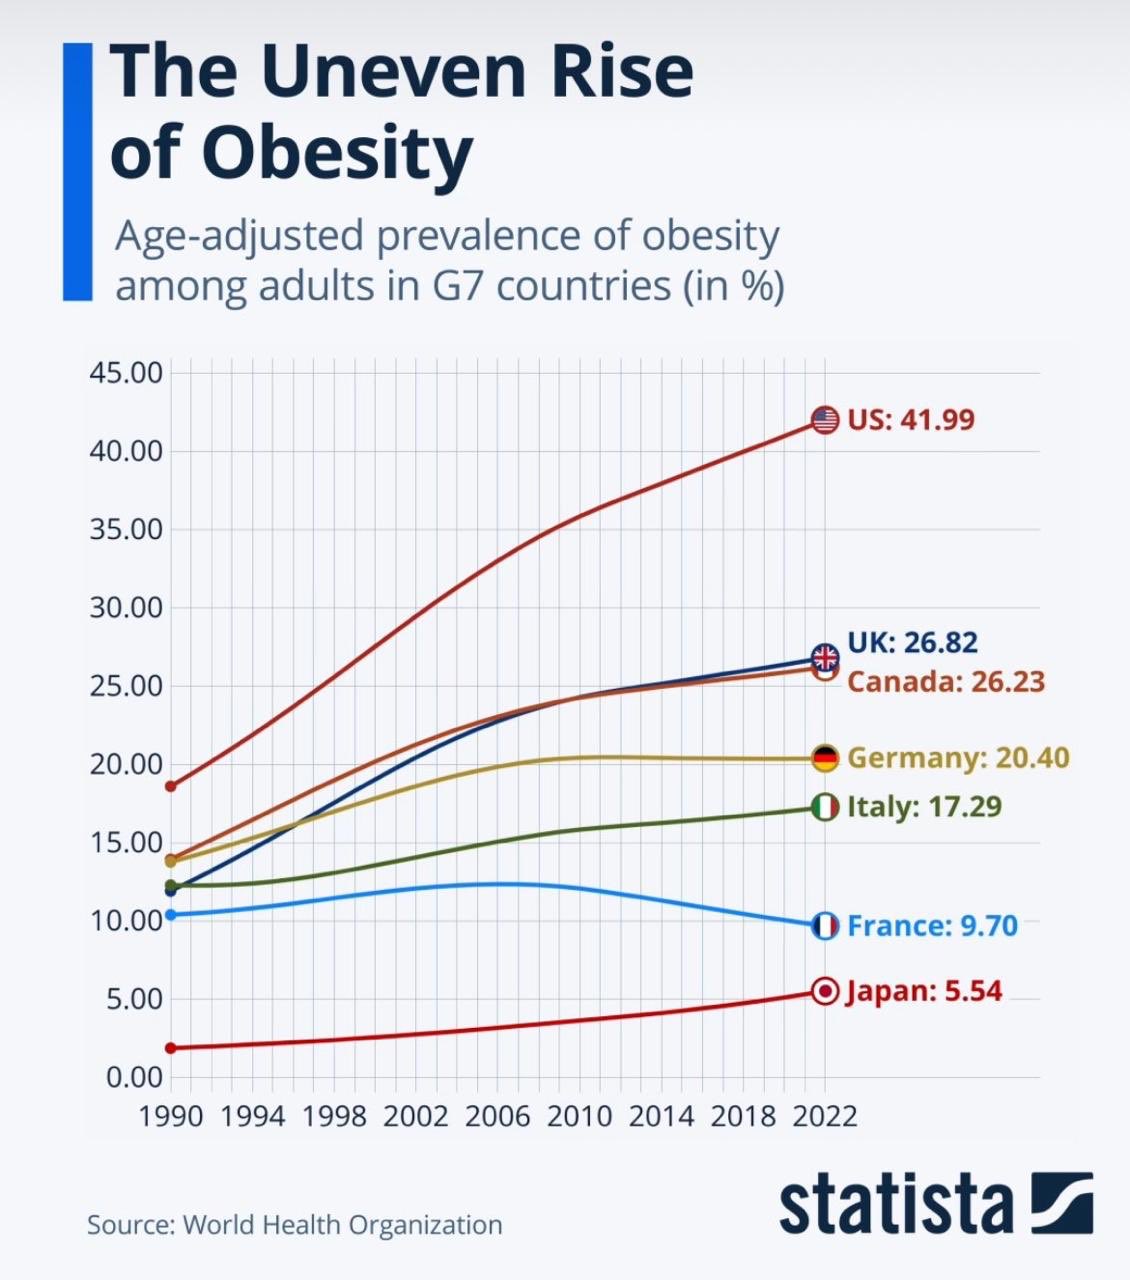 The Uneven Rise
of Obesity
Age-adjusted prevalence of obesity
among adults in G7 countries (in %)
45.00
40.00
35.00
30.00
25.00
20.00
15.00
10.00
5.00
0.00
US: 41.99
UK: 26.82
Canada: 26.23
Germany: 20.40
Italy: 17.29
France: 9.70
Japan: 5.54
1990 1994 1998 2002 2006 2010 2014 2018 2022
Source: World Health Organization
statista